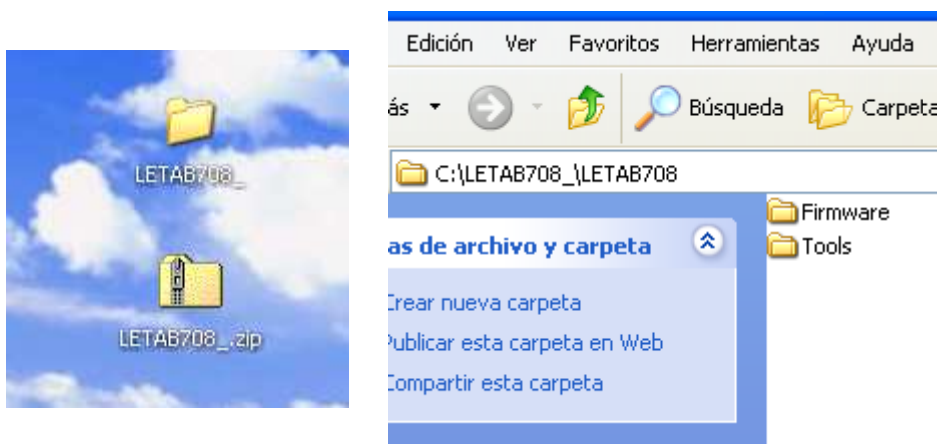 LETAB708_
LETAB708_.zip
Edición Ver Favoritos Herramientas Ayuda
ás Búsqueda Carpeta
C:\LETAB708_\LETAB708
Firmware
as de archivo y carpeta
Tools
Crear nueva carpeta
Publicar esta carpeta en Web
Compartir esta carpeta